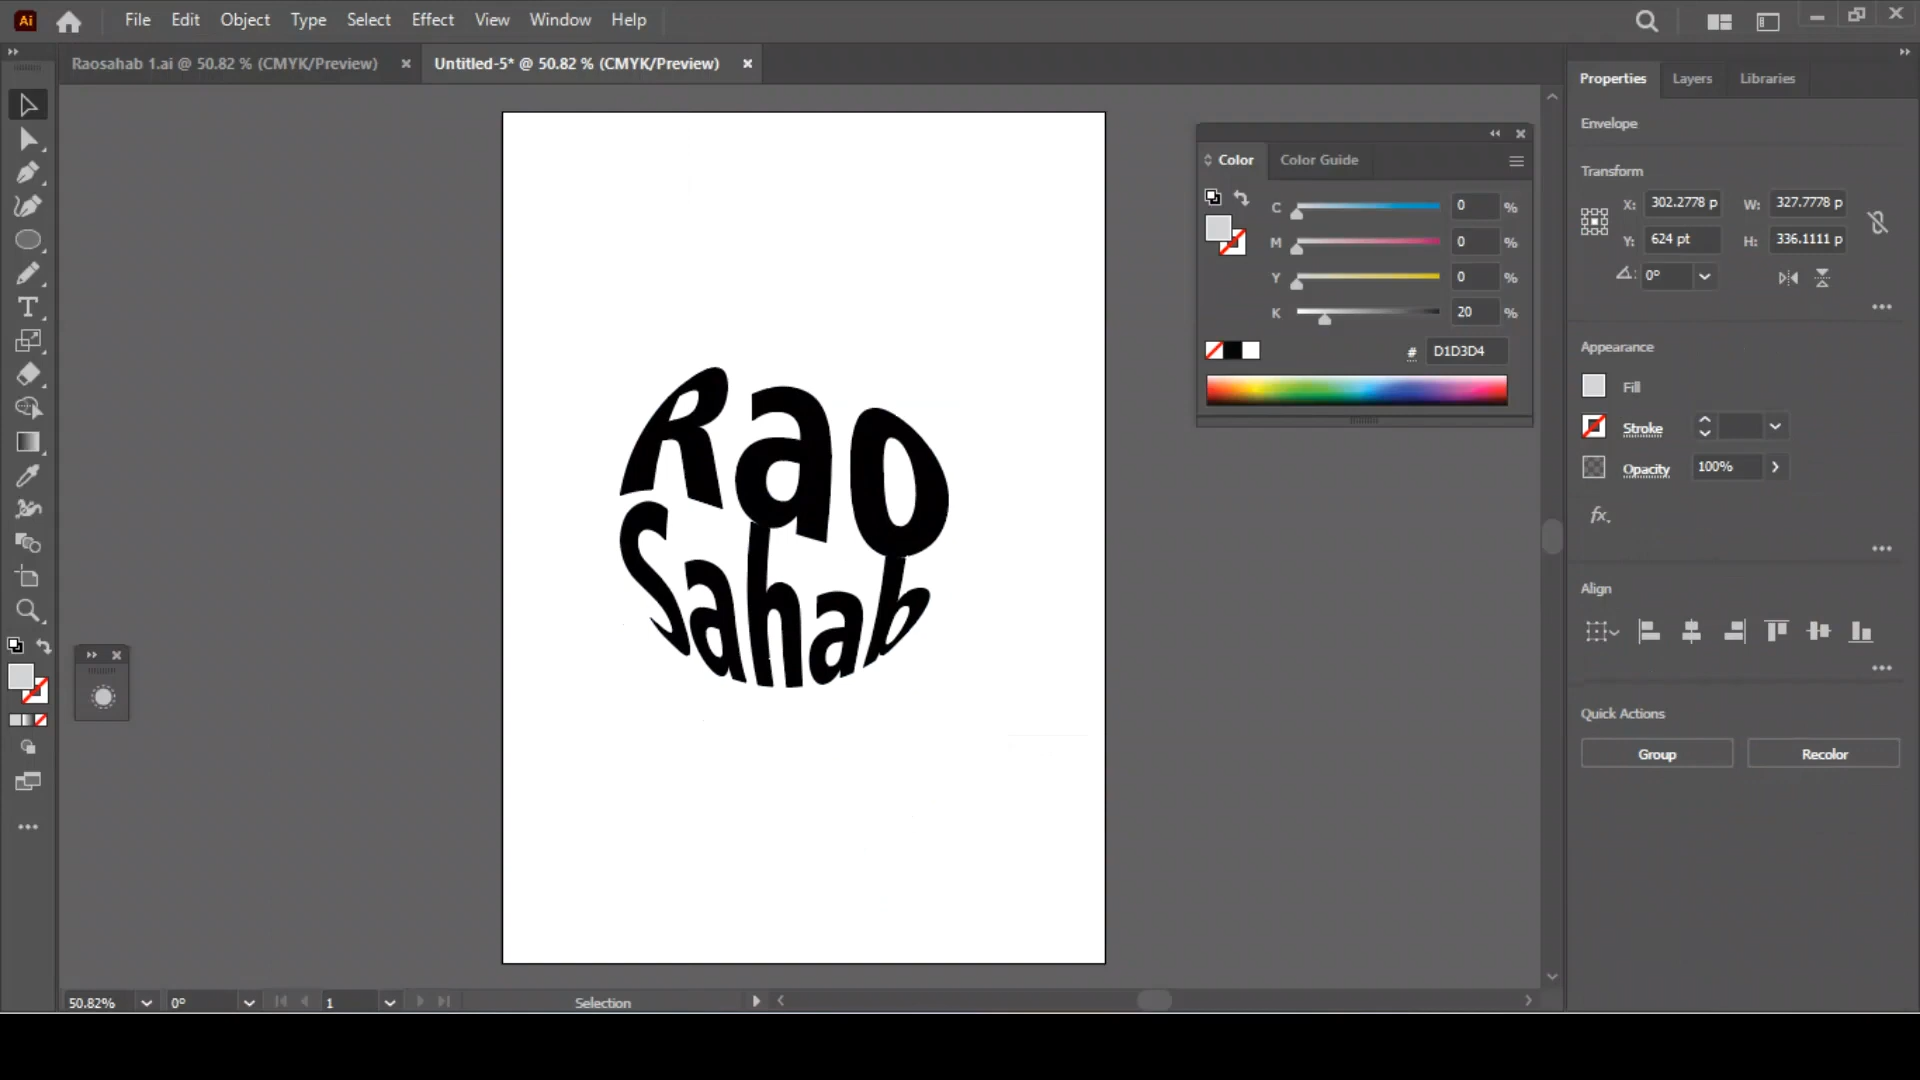 Ai File Edit Object Type Select Effect View Window Help
Raosahab 1.ai @ 50.82 % (CMYK/Preview) Untitled-5* @ 50.82 % (CMYK/Preview)
Properties Layers Libraries
Envelope
Transform
X: 302.2778 p W: 327.7778 p
Y: 624 pt H: 336.1111 p
0°
Appearance
Fill
Stroke
Opacity 100%
fx.
Align
Quick Actions
Group Recolor
Color Color Guide
C 0 %
M 0 %
Y 0 %
K 20 %
# D1D3D4
Rao
Sahab
50.82% 0° 1 Selection